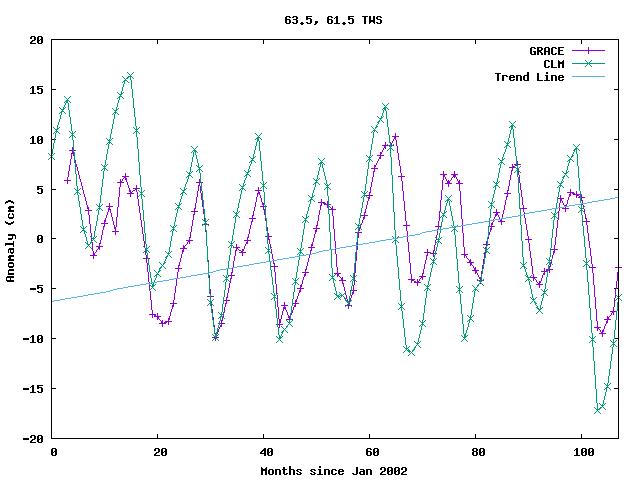 63.5, 61.5 TWS
GRACE
CLM
Trend Line
20
15
10
5
0
-5
-10
-15
-20
Anomaly (cm)
0 20 40 60 80 100
Months since Jan 2002